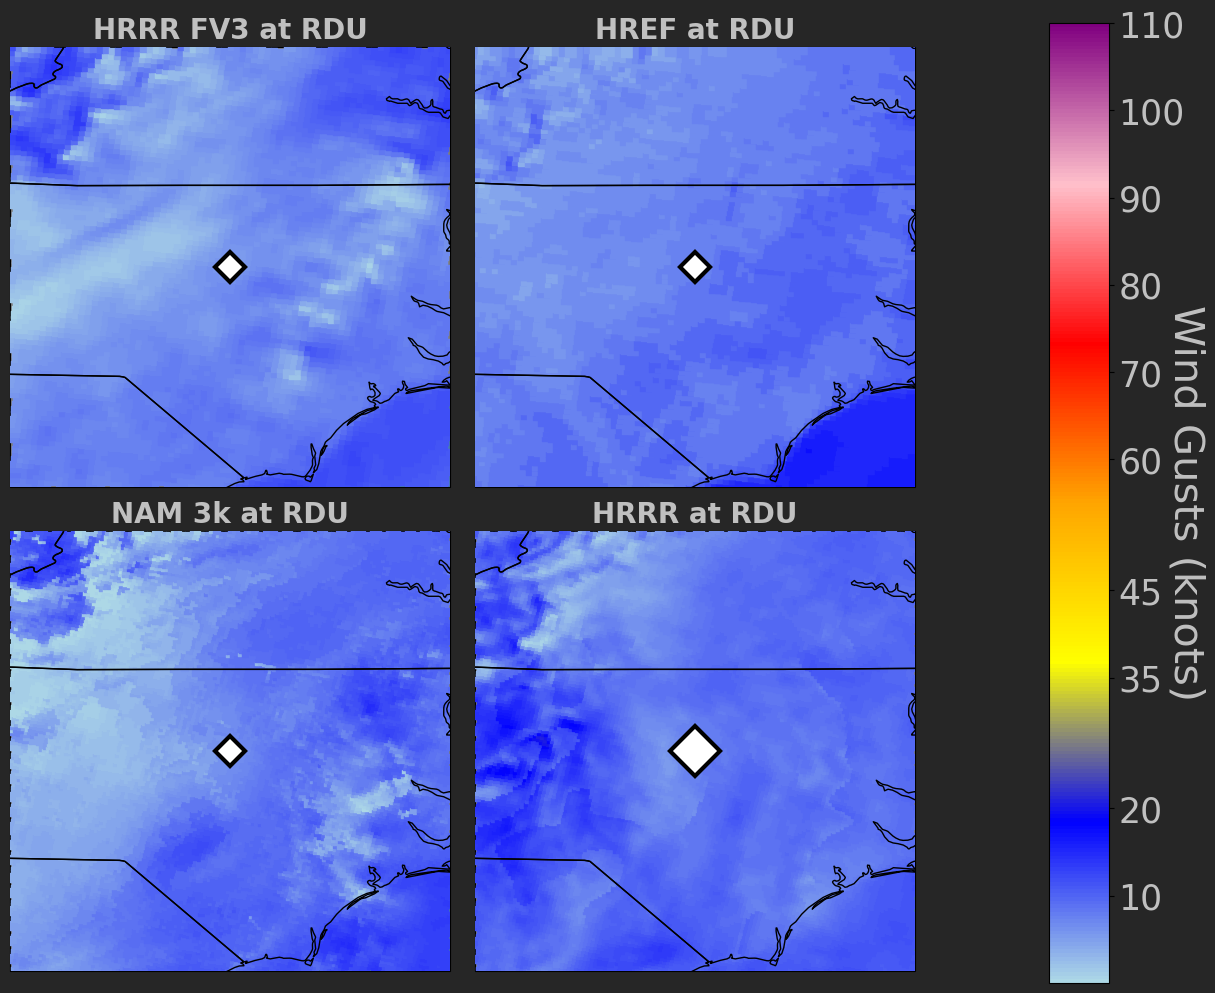 HRRR FV3 at RDU
HREF at RDU
NAM 3k at RDU
HRRR at RDU
110
100
90
80
70
60
45
35
20
10
Wind Gusts (knots)